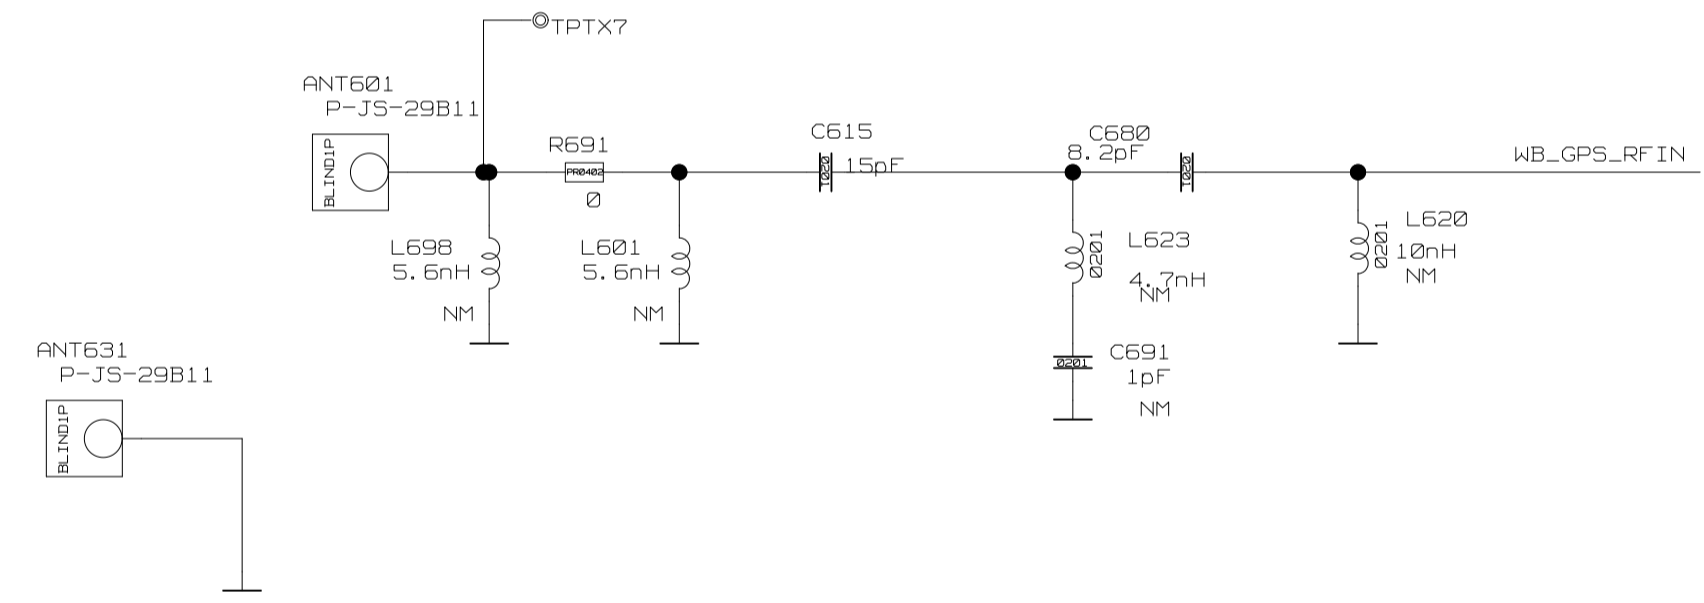 TPTX7
ANT601
P-JS-29B11
BLIND1P
R691
PR0402
0
C615
15pF
0201
C680
8.2pF
0201
WB_GPS_RFIN
L698
5.6nH
NM
L601
5.6nH
NM
0201
L623
4.7nH
NM
0201
L620
10nH
NM
ANT631
P-JS-29B11
BLIND1P
0201
C691
1pF
NM